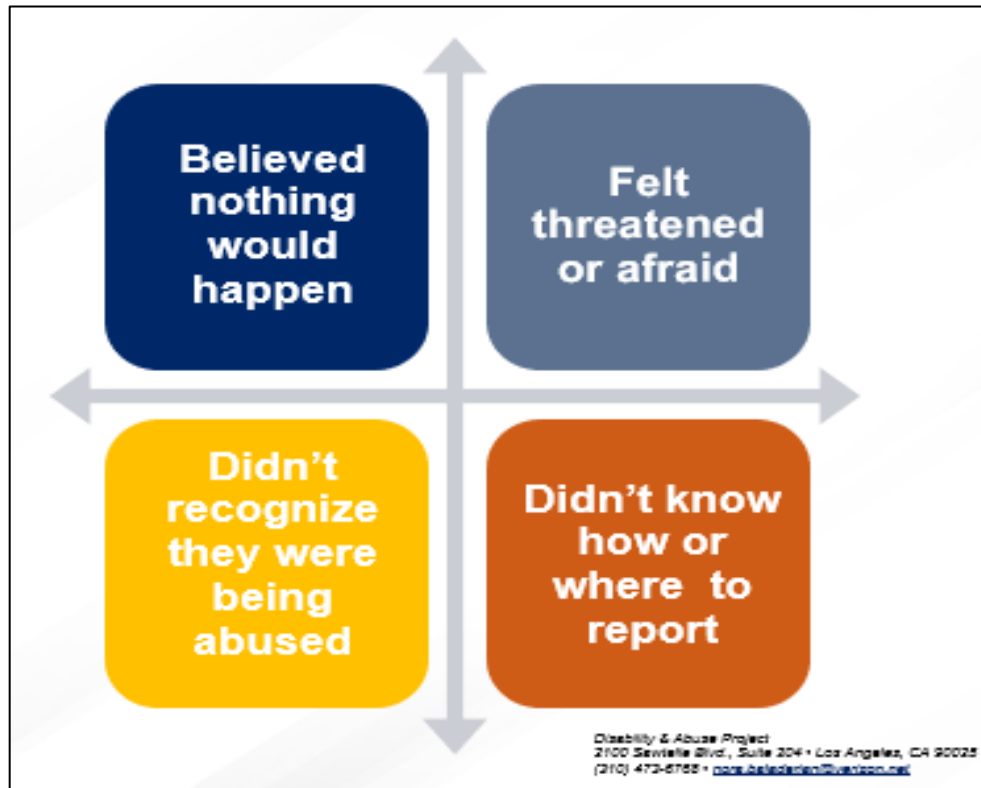 Believed
nothing
would
happen
Felt
threatened
or afraid
Didn’t
recognize
they were
being
abused
Didn’t know
how or
where to
report
Disability & Abuse Project
2100 Sawtelle Blvd., Suite 204 • Los Angeles, CA 90025
(310) 473-6768 •